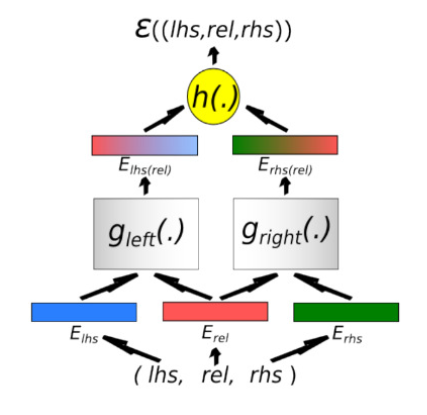 ε((lhs,rel,rhs))
h(.)
E_lhs(rel) E_rhs(rel)
g_left(.) g_right(.)
E_lhs E_rel E_rhs
( lhs, rel, rhs )